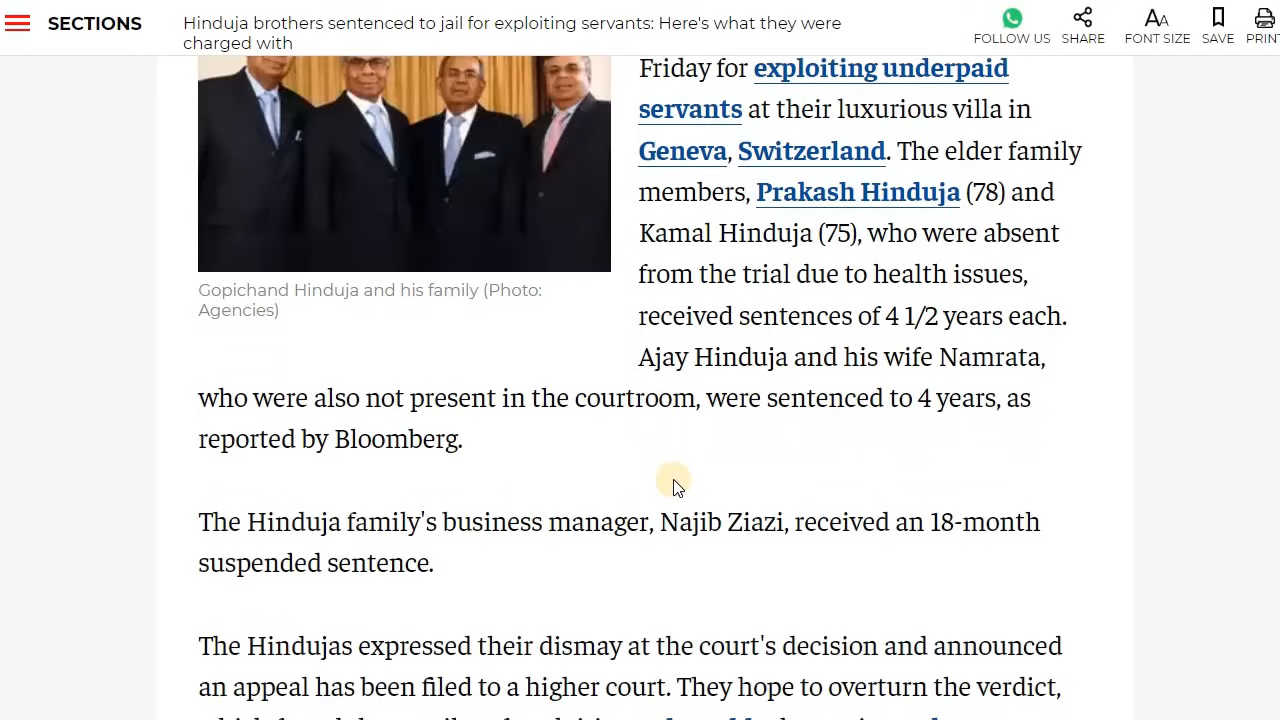 SECTIONS
Hinduja brothers sentenced to jail for exploiting servants: Here's what they were
charged with
FOLLOW US
SHARE
FONT SIZE
SAVE
PRINT
Friday for exploiting underpaid
servants at their luxurious villa in
Geneva, Switzerland. The elder family
members, Prakash Hinduja (78) and
Kamal Hinduja (75), who were absent
from the trial due to health issues,
received sentences of 4 1/2 years each.
Ajay Hinduja and his wife Namrata,
Gopichand Hinduja and his family (Photo:
Agencies)
who were also not present in the courtroom, were sentenced to 4 years, as
reported by Bloomberg.
The Hinduja family's business manager, Najib Ziazi, received an 18-month
suspended sentence.
The Hindujas expressed their dismay at the court's decision and announced
an appeal has been filed to a higher court. They hope to overturn the verdict,